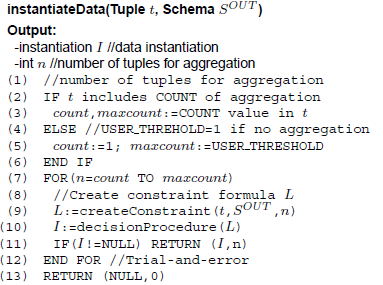 instantiateData(Tuple t, Schema S^OUT)
Output:
-instantiation I //data instantiation
-int n //number of tuples for aggregation
(1) //number of tuples for aggregation
(2) IF t includes COUNT of aggregation
(3) count,maxcount:=COUNT value in t
(4) ELSE //USER_THREHOLD=1 if no aggregation
(5) count:=1; maxcount:=USER_THRESHOLD
(6) END IF
(7) FOR(n=count TO maxcount)
(8) //Create constraint formula L
(9) L:=createConstraint(t,S^OUT,n)
(10) I:=decisionProcedure(L)
(11) IF(I!=NULL) RETURN (I,n)
(12) END FOR //Trial-and-error
(13) RETURN (NULL,0)